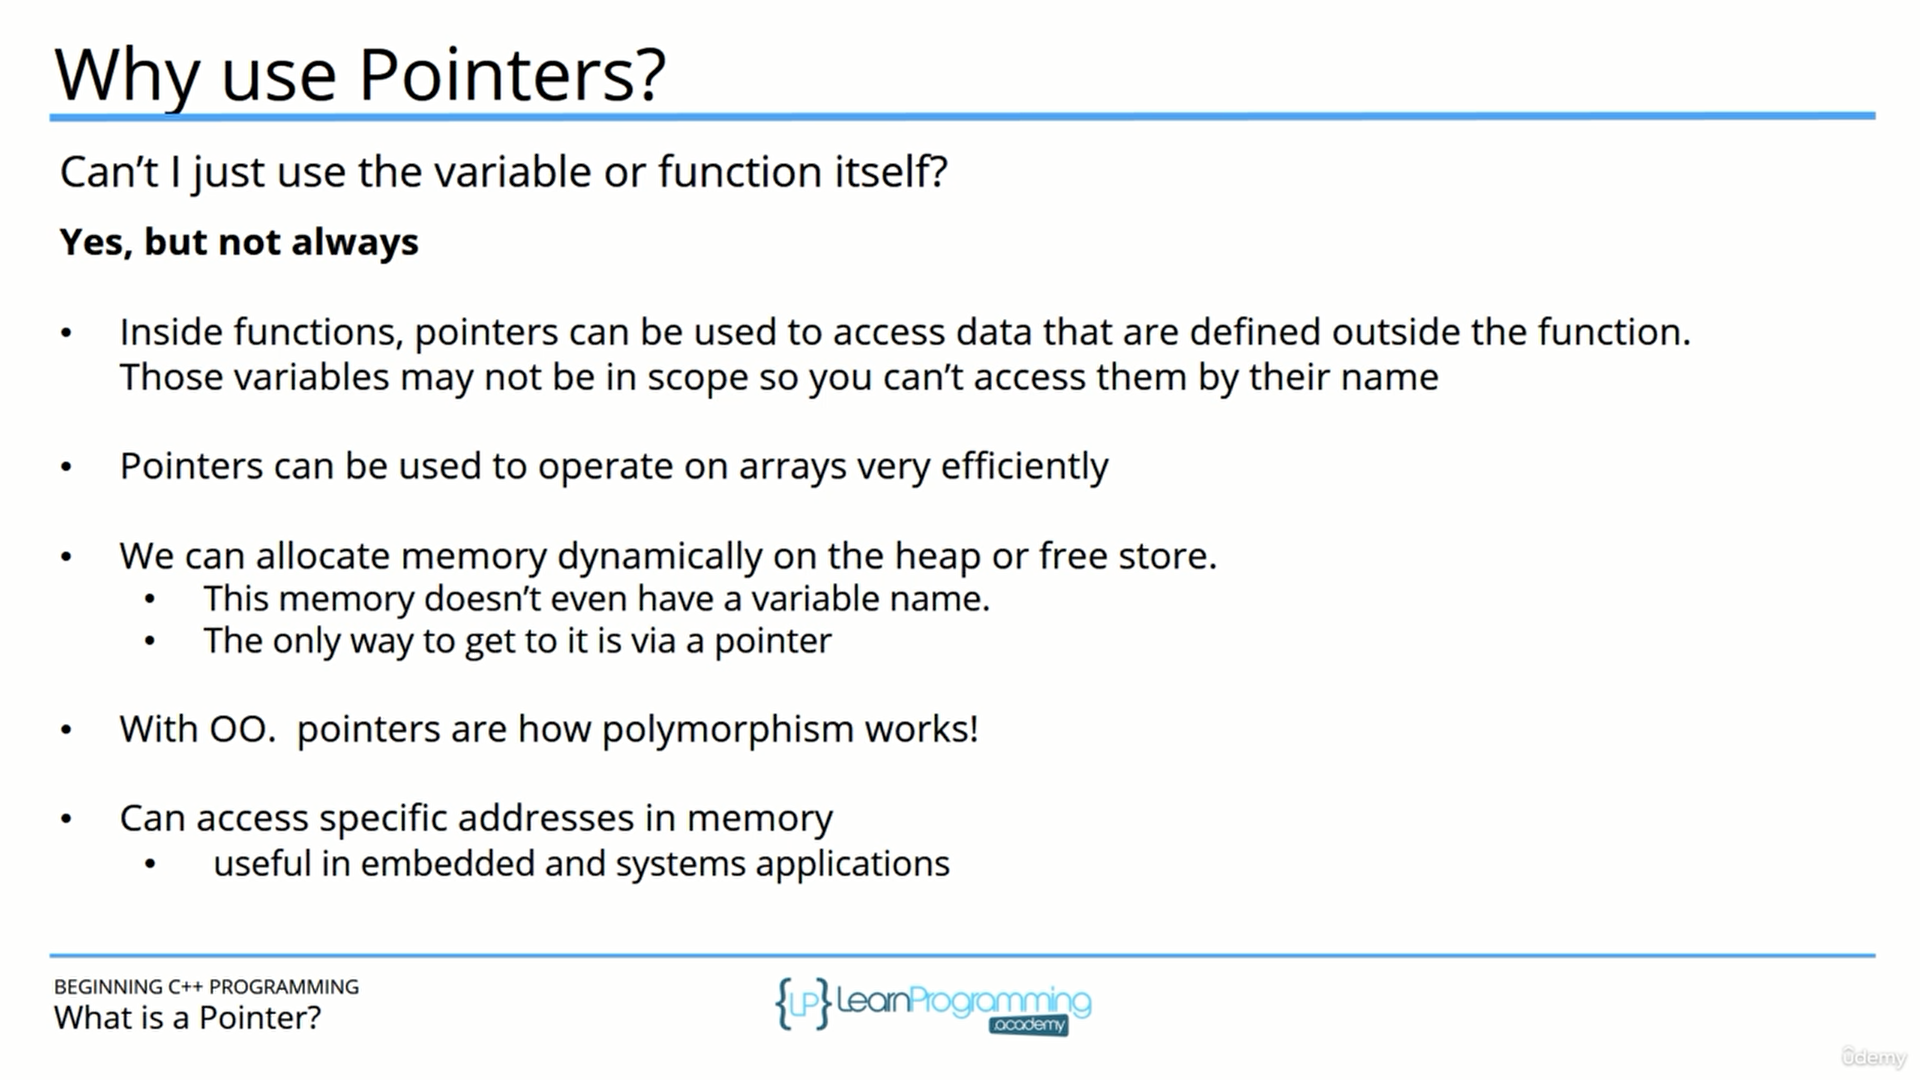 Why use Pointers?
Can’t I just use the variable or function itself?
Yes, but not always
• Inside functions, pointers can be used to access data that are defined outside the function.
Those variables may not be in scope so you can’t access them by their name
• Pointers can be used to operate on arrays very efficiently
• We can allocate memory dynamically on the heap or free store.
• This memory doesn’t even have a variable name.
• The only way to get to it is via a pointer
• With OO.  pointers are how polymorphism works!
• Can access specific addresses in memory
• useful in embedded and systems applications
BEGINNING C++ PROGRAMMING
What is a Pointer?
{LP} LearnProgramming
academy
ûdemy